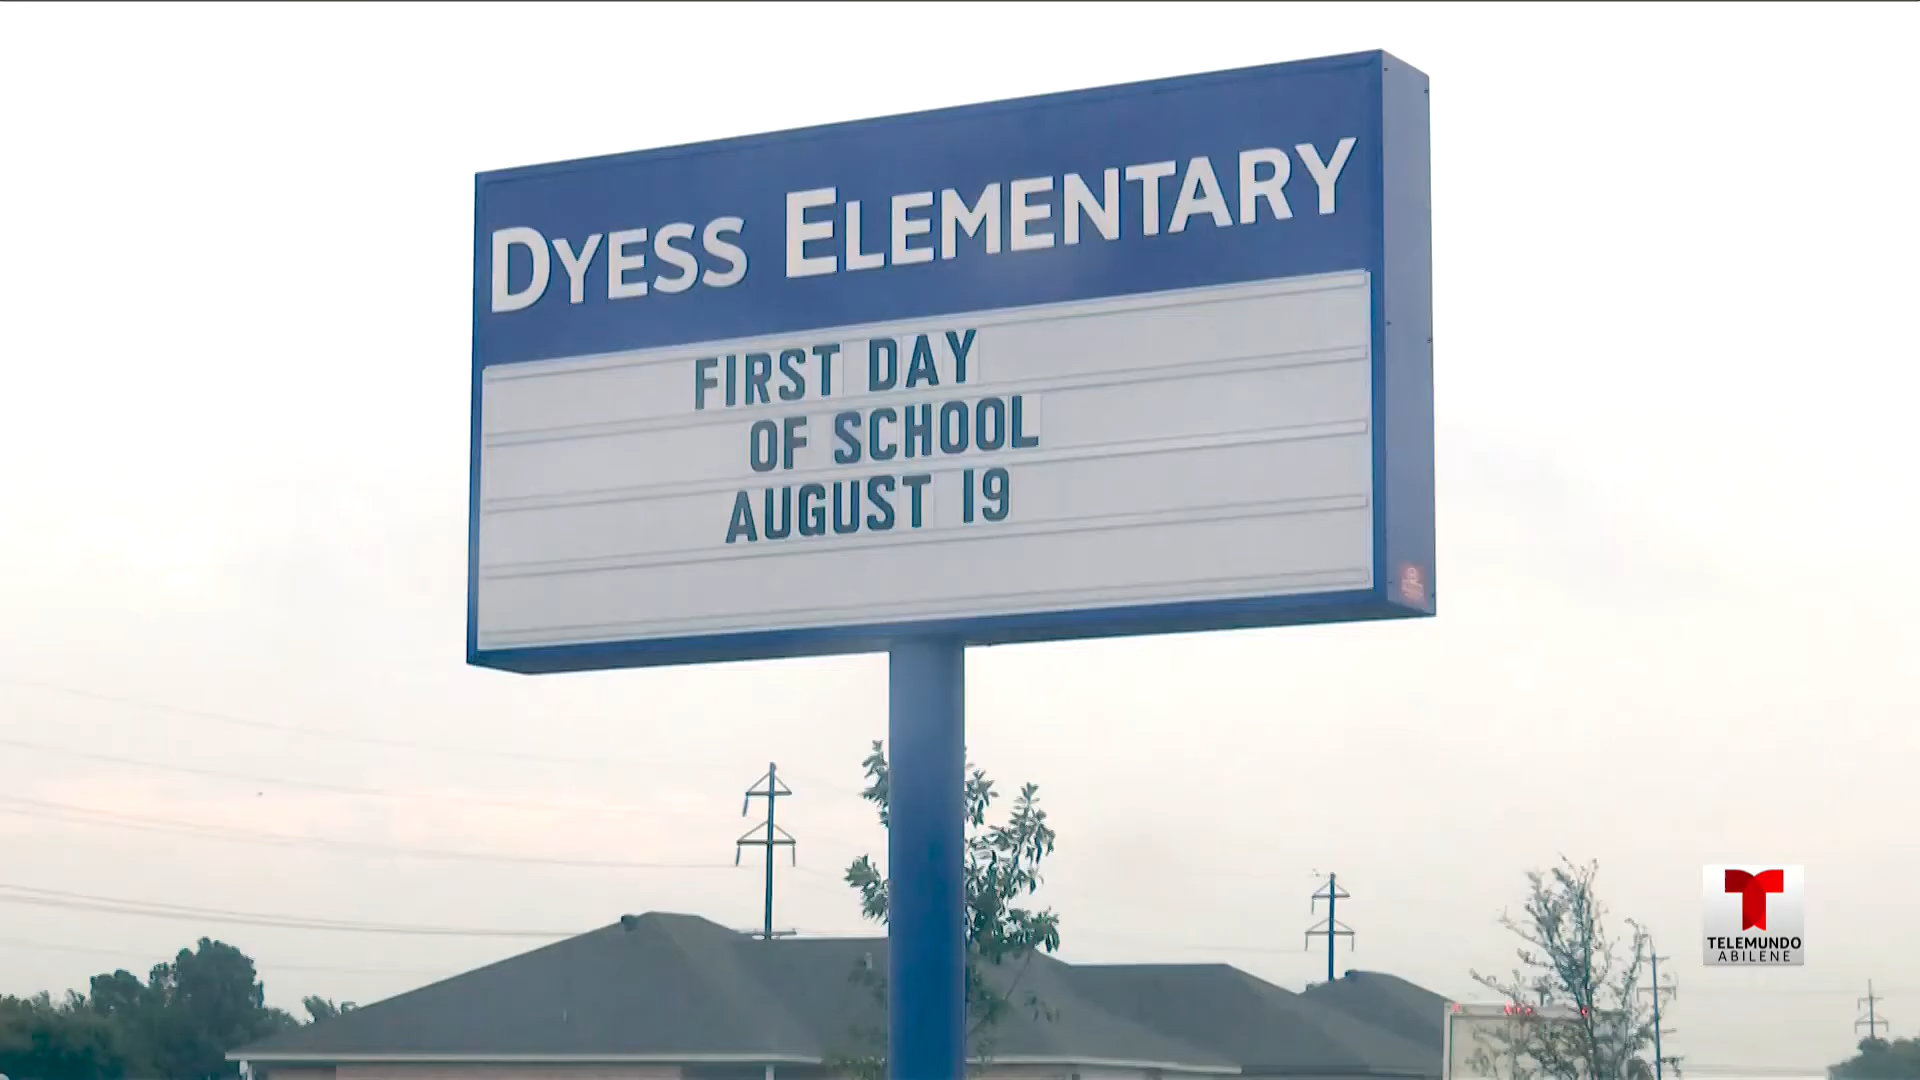 DYESS ELEMENTARY
FIRST DAY
OF SCHOOL
AUGUST 19
TELEMUNDO
ABILENE